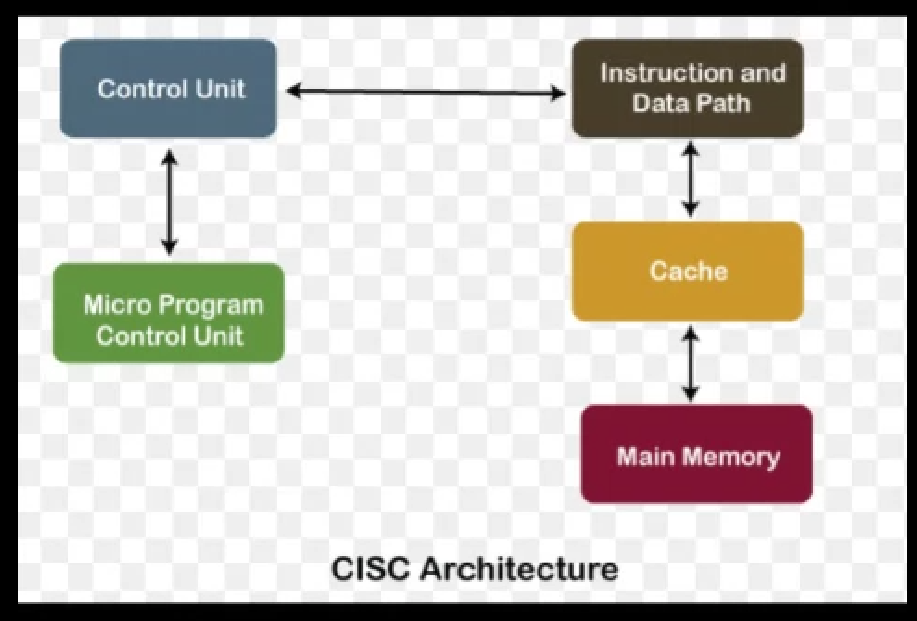 Control Unit
Instruction and
Data Path
Cache
Micro Program
Control Unit
Main Memory
CISC Architecture